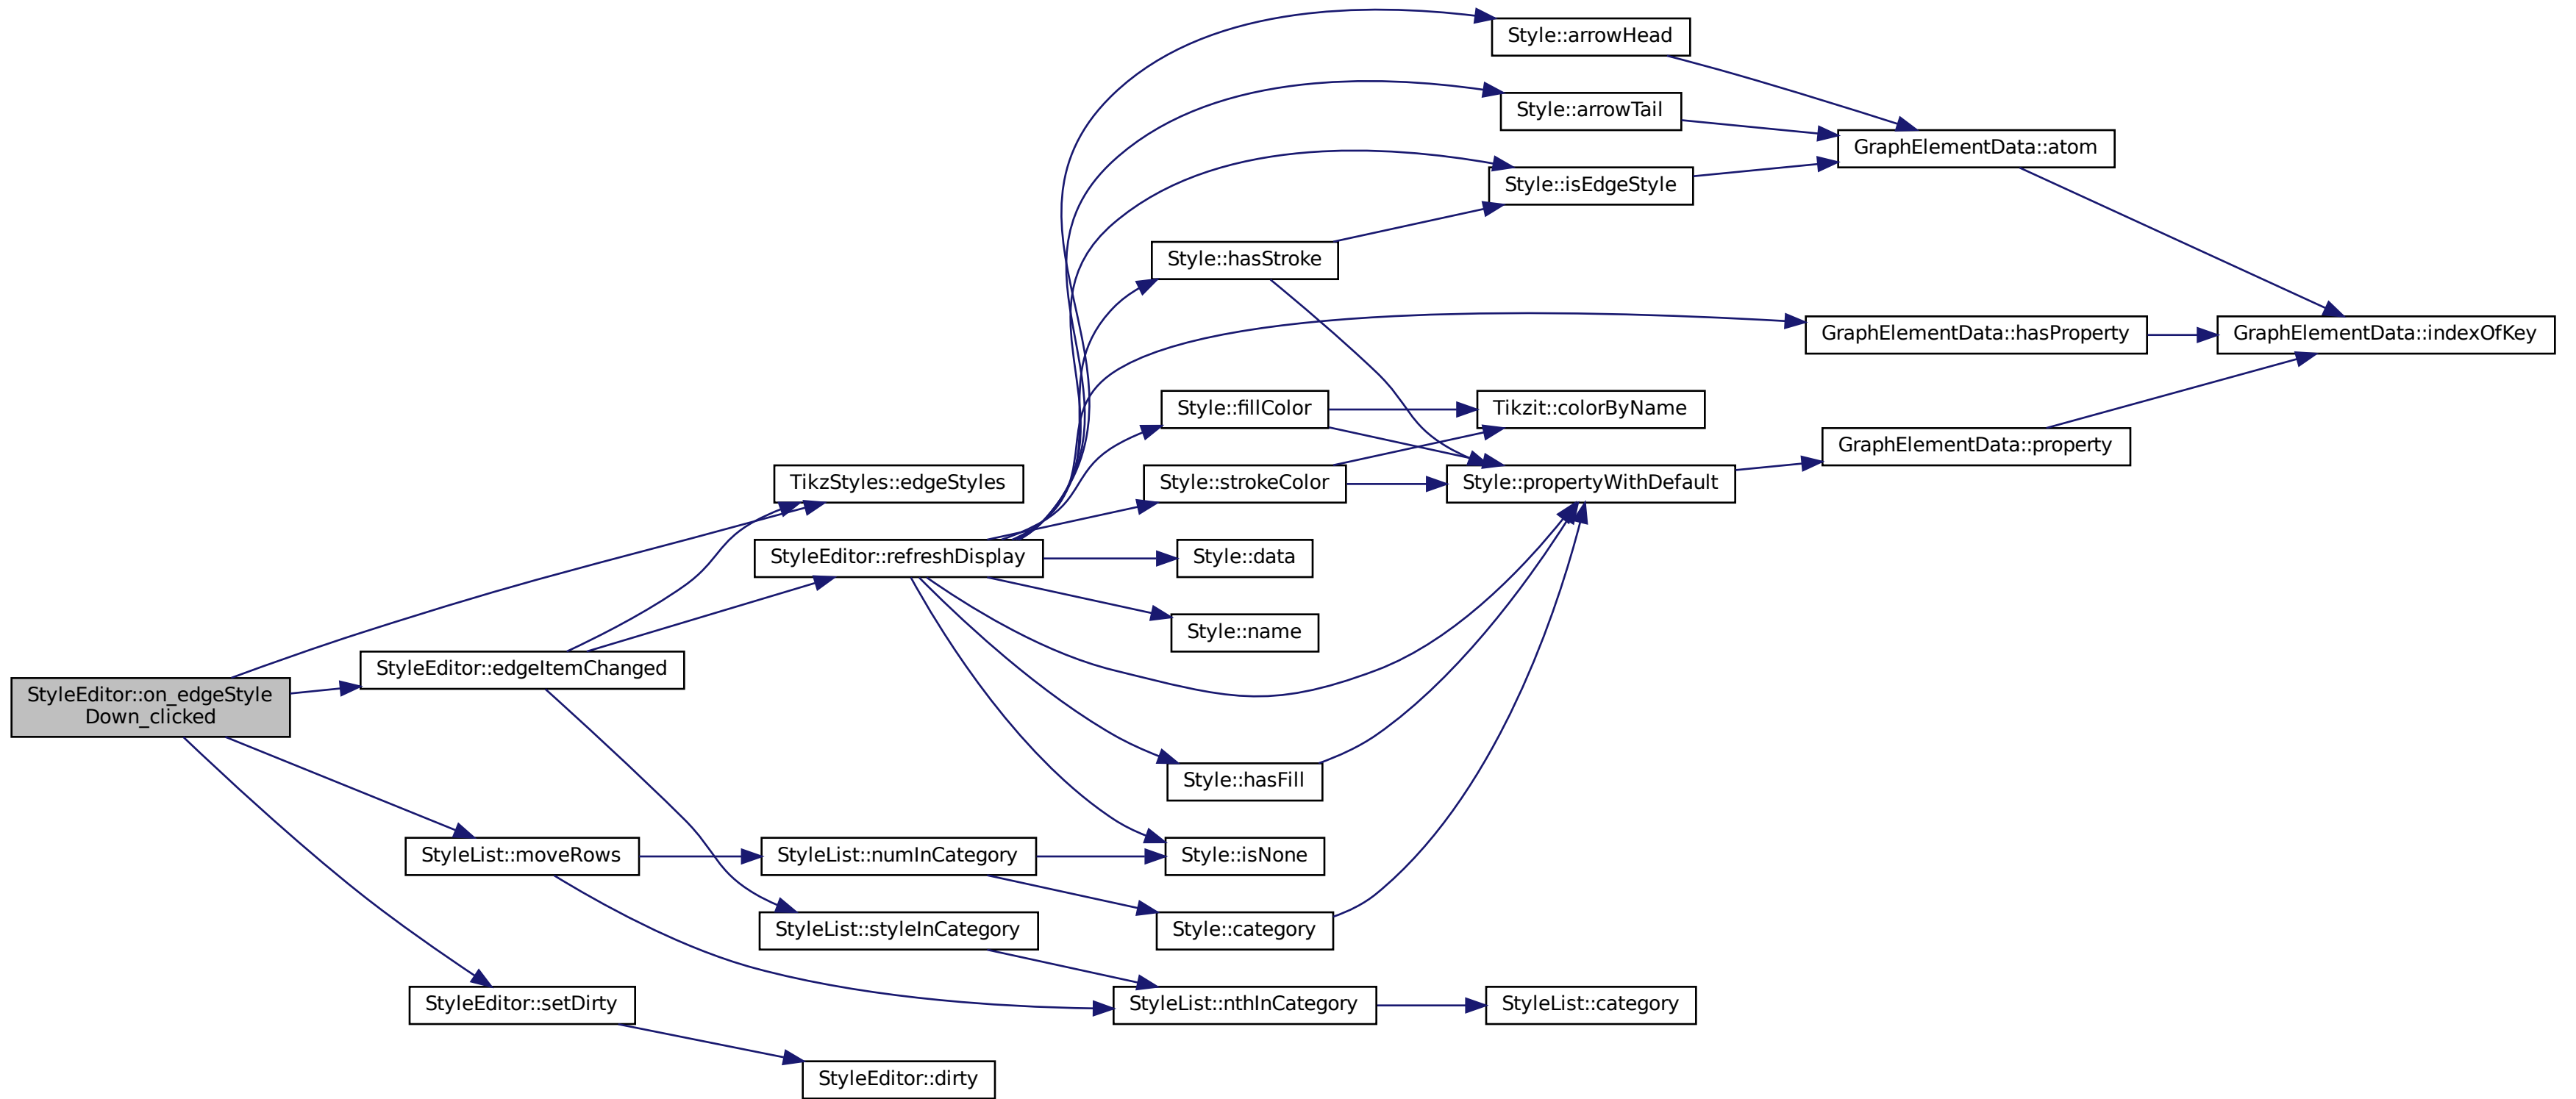 Style::arrowHead
Style::arrowTail
GraphElementData::atom
Style::isEdgeStyle
Style::hasStroke
GraphElementData::hasProperty
GraphElementData::indexOfKey
Style::fillColor
Tikzit::colorByName
GraphElementData::property
TikzStyles::edgeStyles
Style::strokeColor
Style::propertyWithDefault
StyleEditor::refreshDisplay
Style::data
Style::name
StyleEditor::edgeItemChanged
StyleEditor::on_edgeStyle
Down_clicked
Style::hasFill
StyleList::moveRows
StyleList::numInCategory
Style::isNone
StyleList::styleInCategory
Style::category
StyleEditor::setDirty
StyleList::nthInCategory
StyleList::category
StyleEditor::dirty